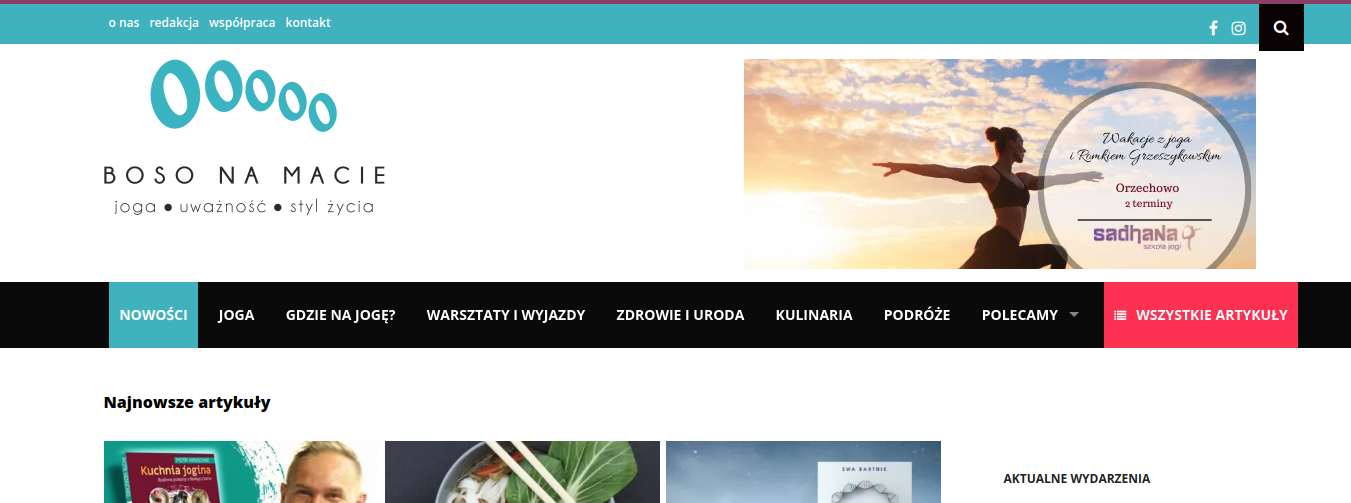 o nas redakcja współpraca kontakt
BOSO NA MACIE
joga • uważność • styl życia
Wakacje z joga
i Romkiem Grzeszykowskim
Orzechowo
2 terminy
sadhana
szkoła jogi
NOWOŚCI JOGA GDZIE NA JOGĘ? WARSZTATY I WYJAZDY ZDROWIE I URODA KULINARIA PODRÓŻE POLECAMY WSZYSTKIE ARTYKUŁY
Najnowsze artykuły
Kuchnia jogina
EWA BARTNIK
AKTUALNE WYDARZENIA